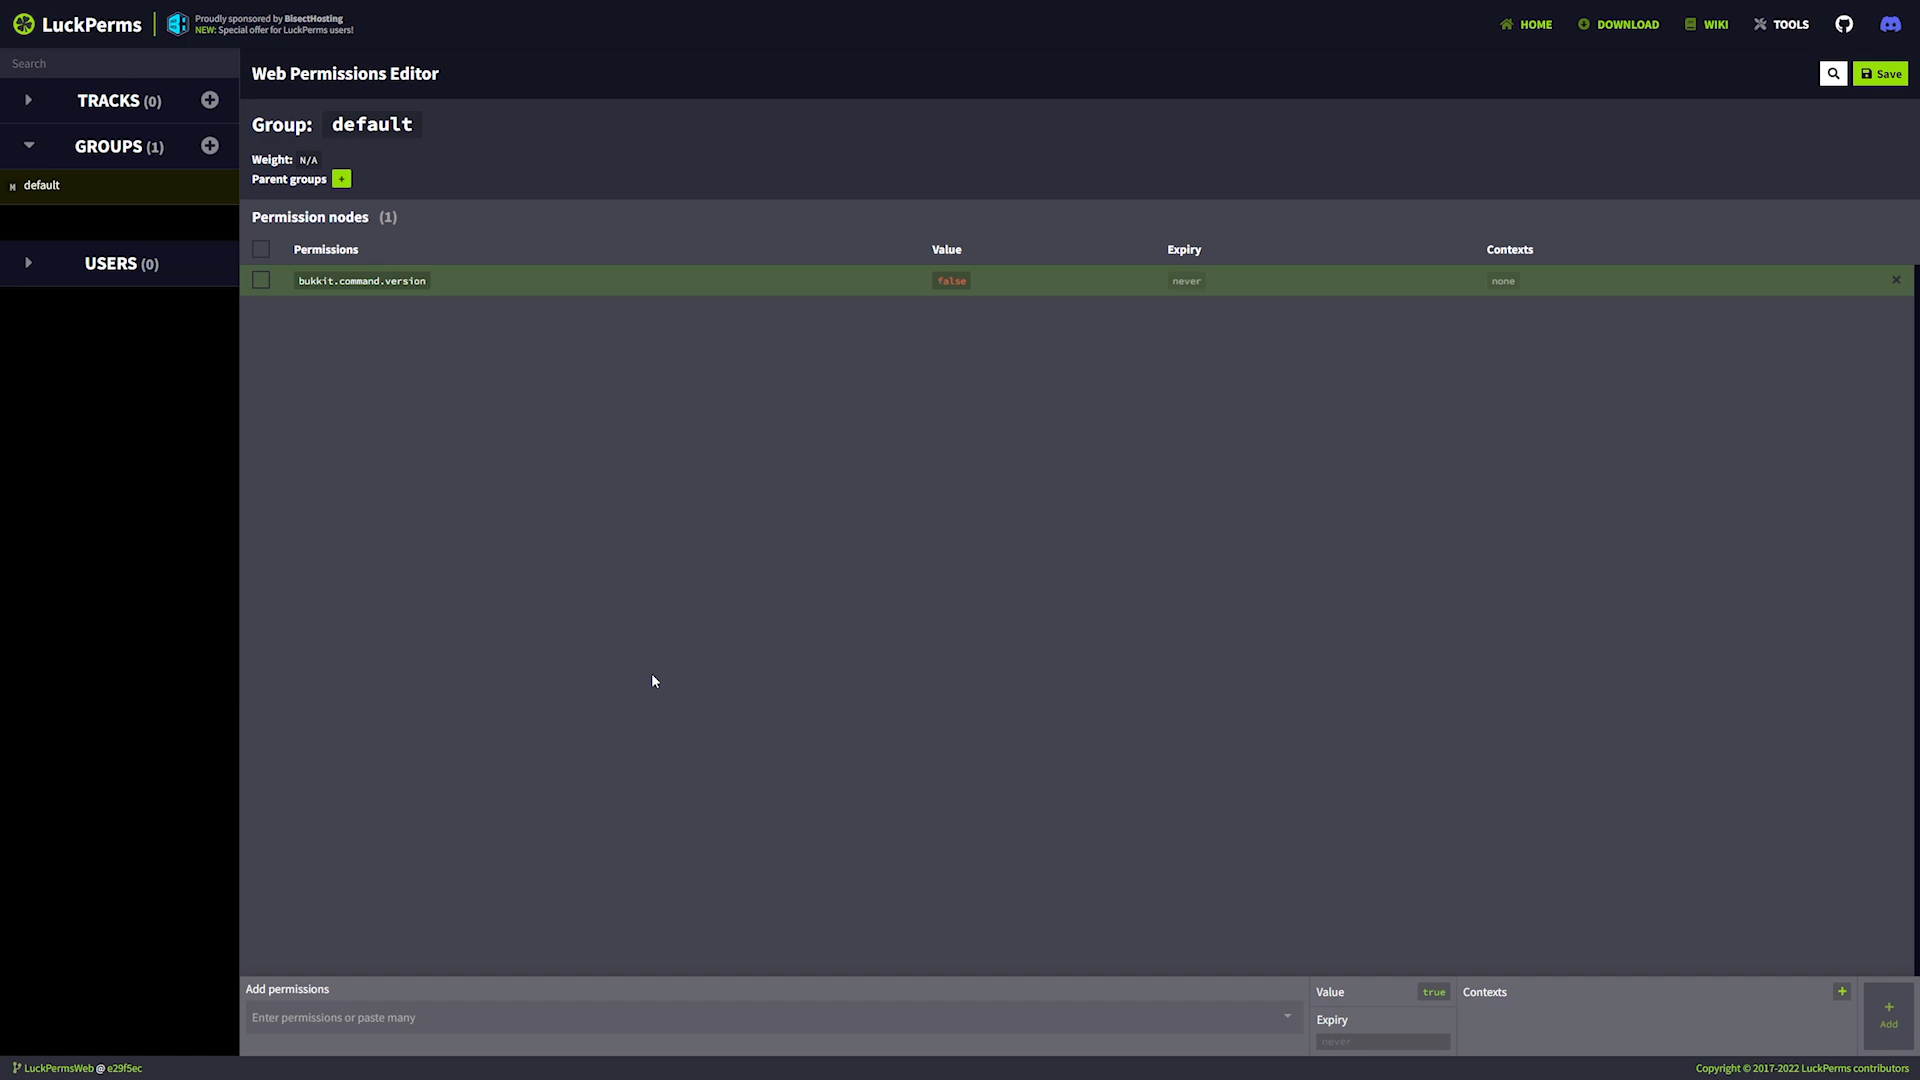 LuckPerms
Proudly sponsored by BisectHosting
NEW: Special offer for LuckPerms users!
HOME
DOWNLOAD
WIKI
TOOLS
Search
TRACKS (0)
GROUPS (1)
M default
USERS (0)
Web Permissions Editor
Save
Group: default
Weight: N/A
Parent groups +
Permission nodes (1)
Permissions Value Expiry Contexts
bukkit.command.version false never none
Add permissions
Enter permissions or paste many
Value true
Expiry
never
Contexts +
+
Add
LuckPermsWeb @ e29f5ec
Copyright © 2017-2022 LuckPerms contributors